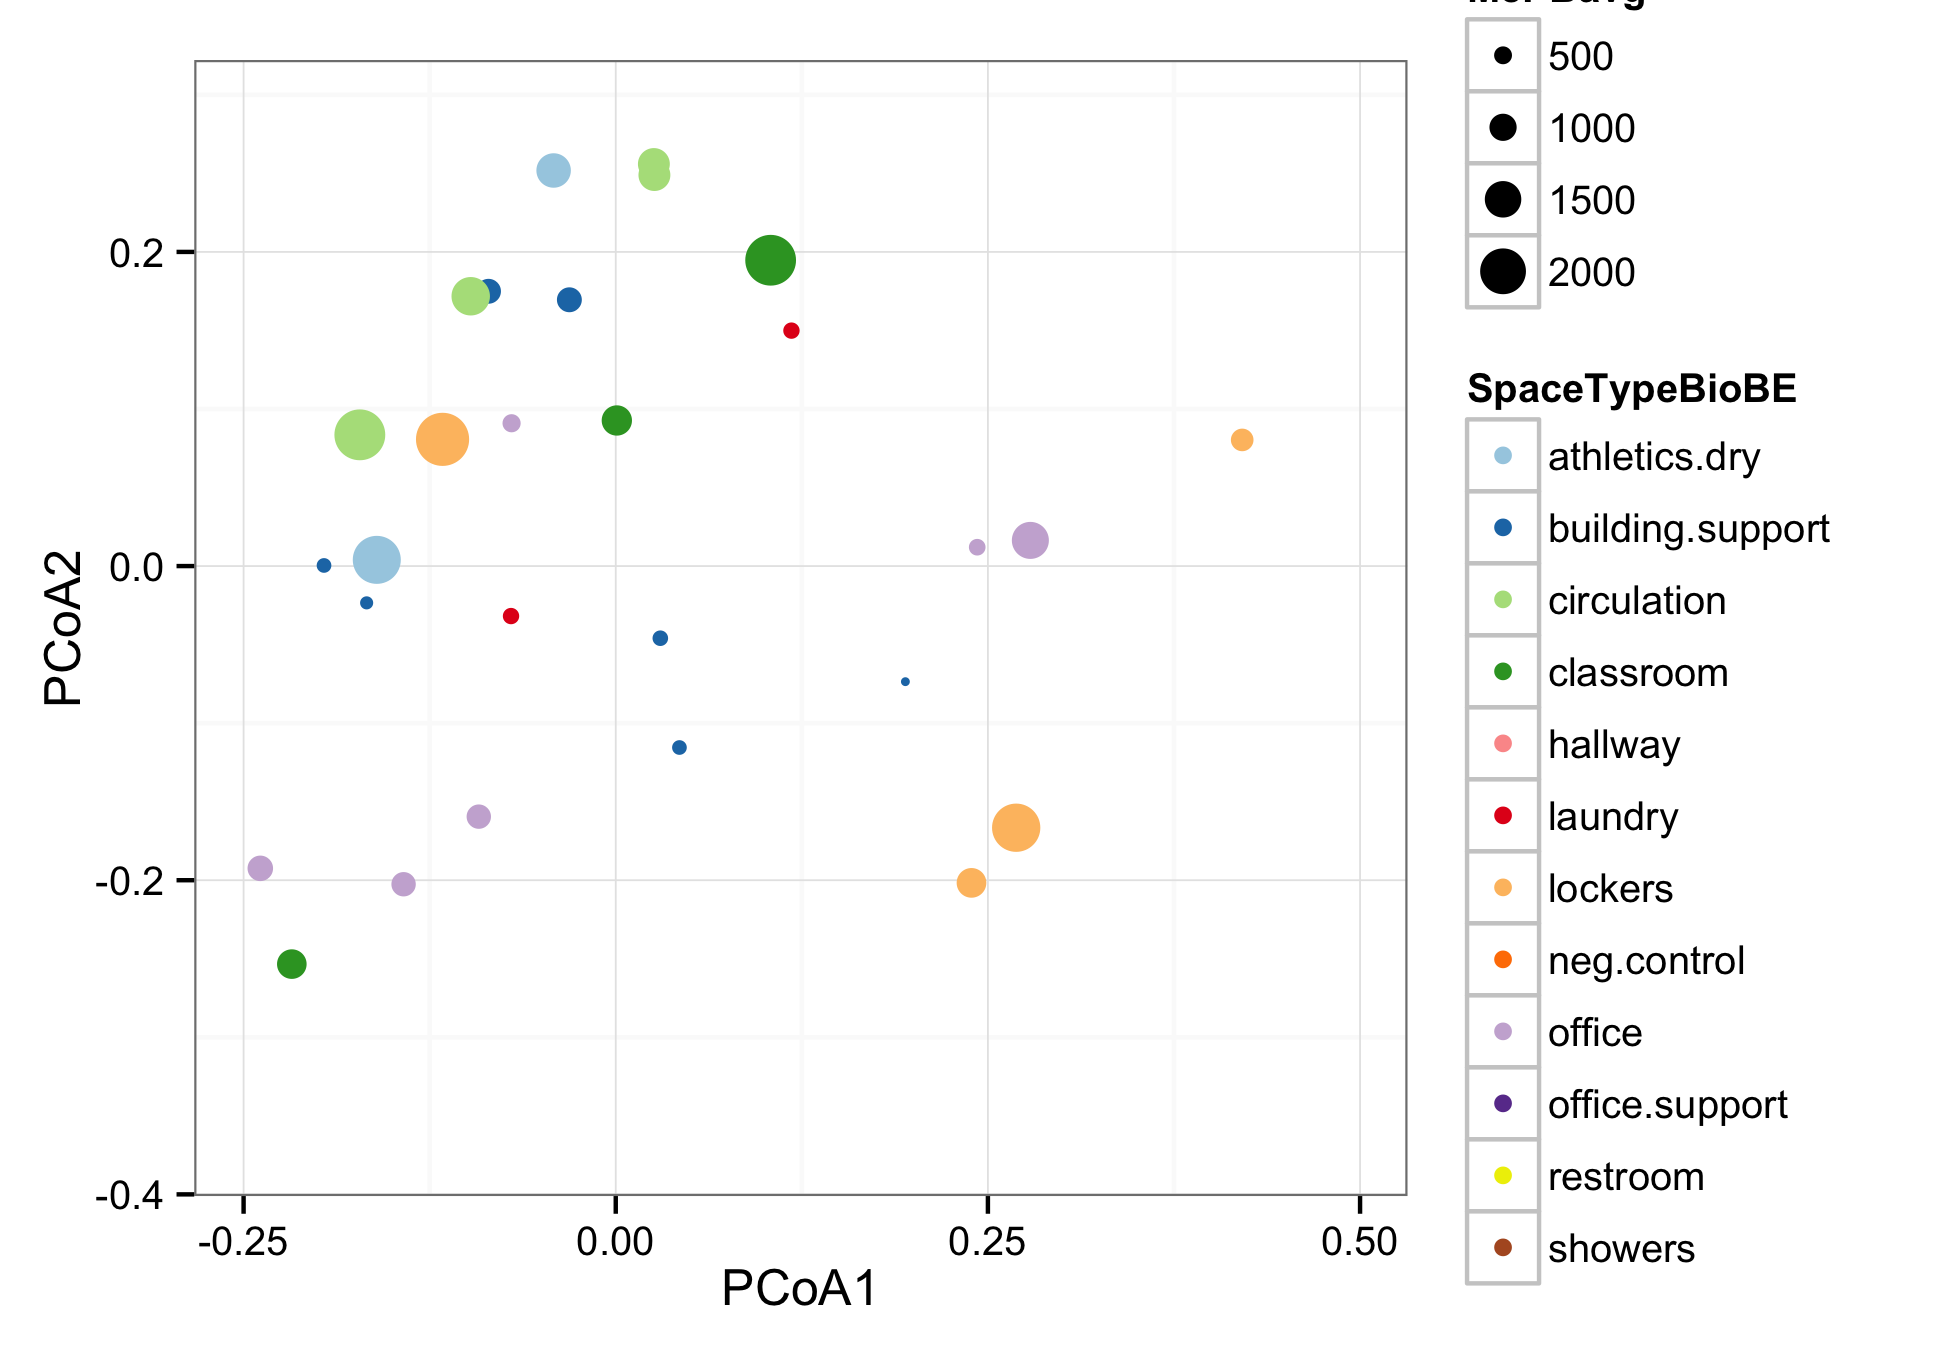 500
1000
1500
2000
SpaceTypeBioBE
athletics.dry
building.support
circulation
classroom
hallway
laundry
lockers
neg.control
office
office.support
restroom
showers
PCoA2
0.2
0.0
-0.2
-0.4
-0.25 0.00 0.25 0.50
PCoA1